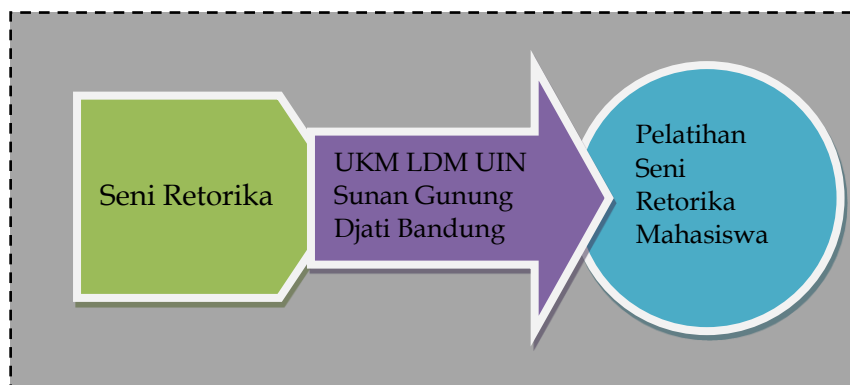 Seni Retorika
UKM LDM UIN
Sunan Gunung
Djati Bandung
Pelatihan
Seni
Retorika
Mahasiswa